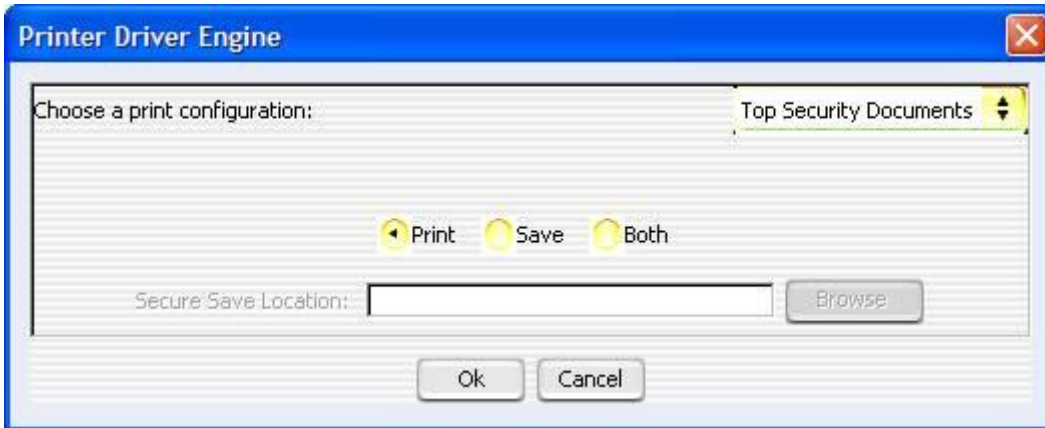 Printer Driver Engine
Choose a print configuration: Top Security Documents
Print Save Both
Secure Save Location: Browse
Ok Cancel